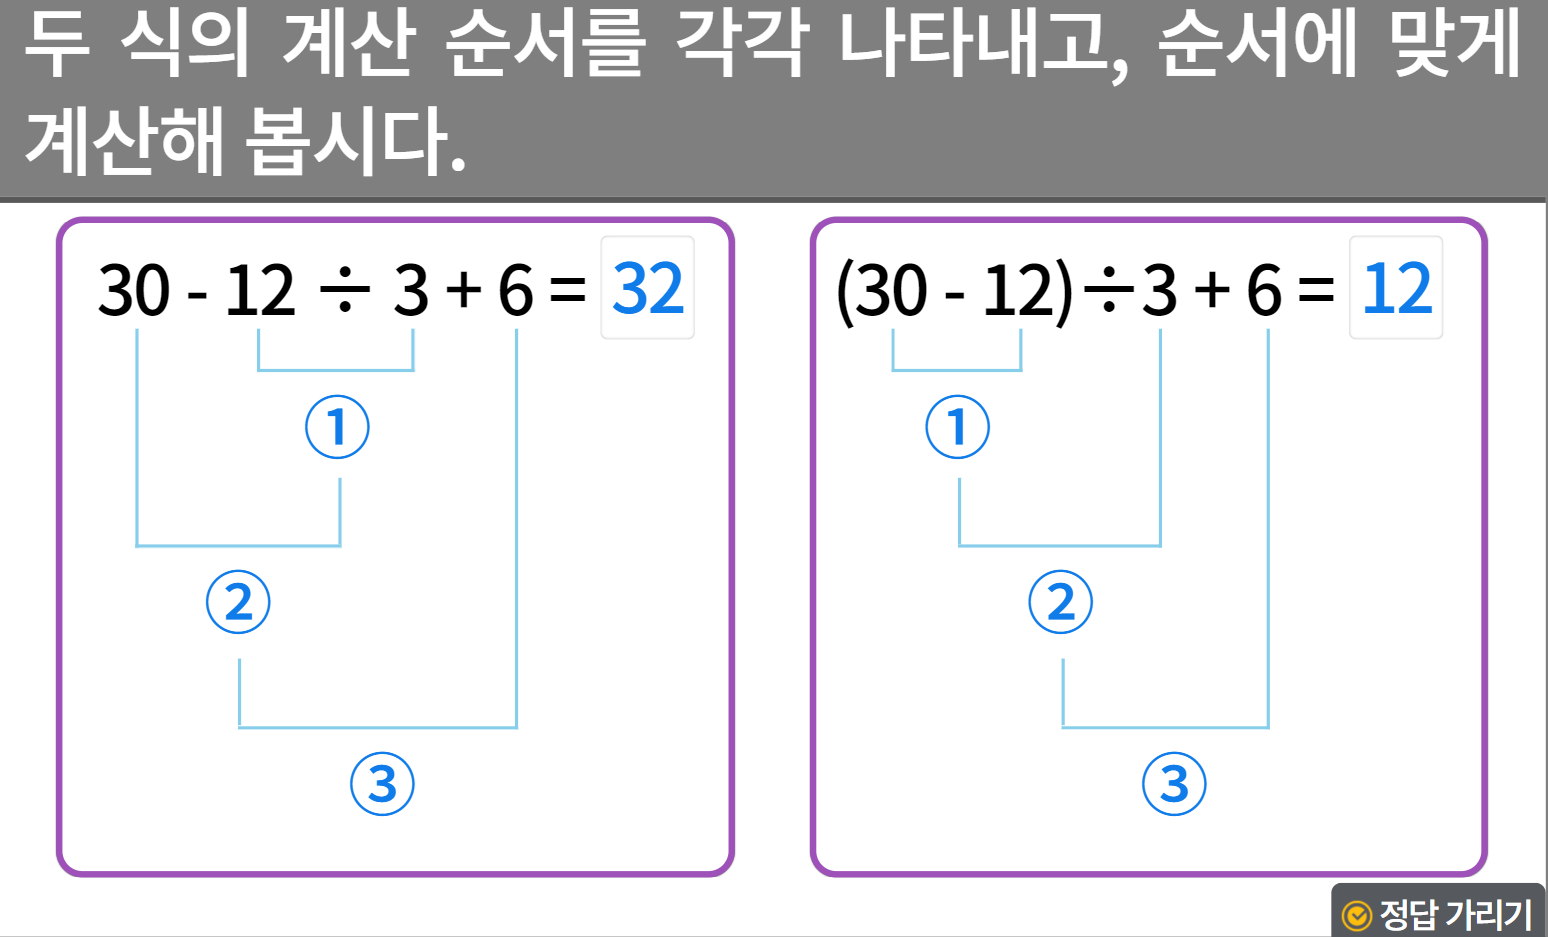 두 식의 계산 순서를 각각 나타내고, 순서에 맞게
계산해 봅시다.
30 - 12 ÷ 3 + 6 = 32
①
②
③
(30 - 12)÷3 + 6 = 12
①
②
③
정답 가리기